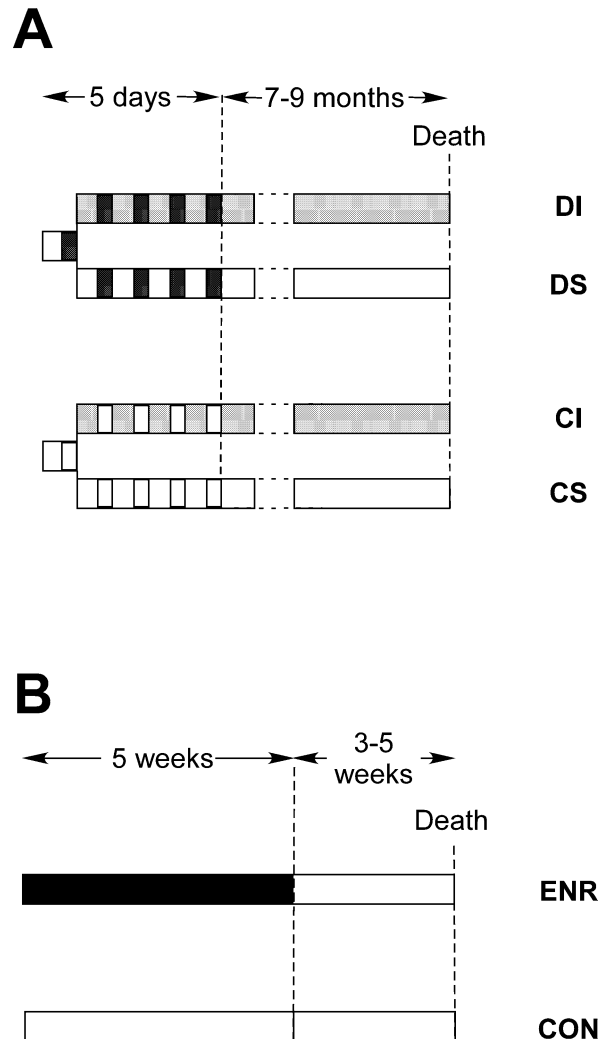 A
5 days
7-9 months
Death
DI
DS
CI
CS
B
5 weeks
3-5
weeks
Death
ENR
CON